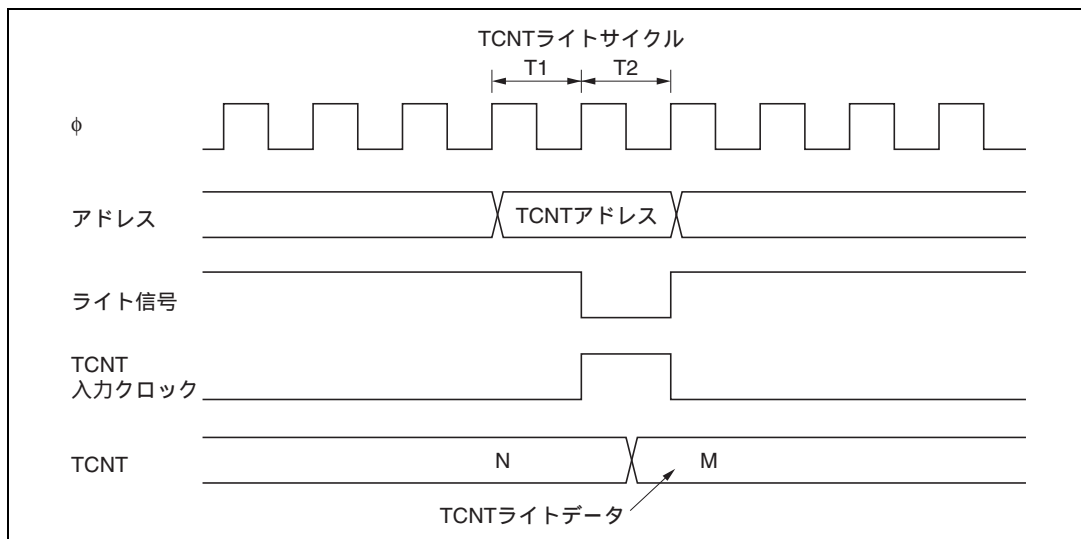 TCNTライトサイクル
T1
T2
φ
アドレス
TCNTアドレス
ライト信号
TCNT
入力クロック
TCNT
N
M
TCNTライトデータ